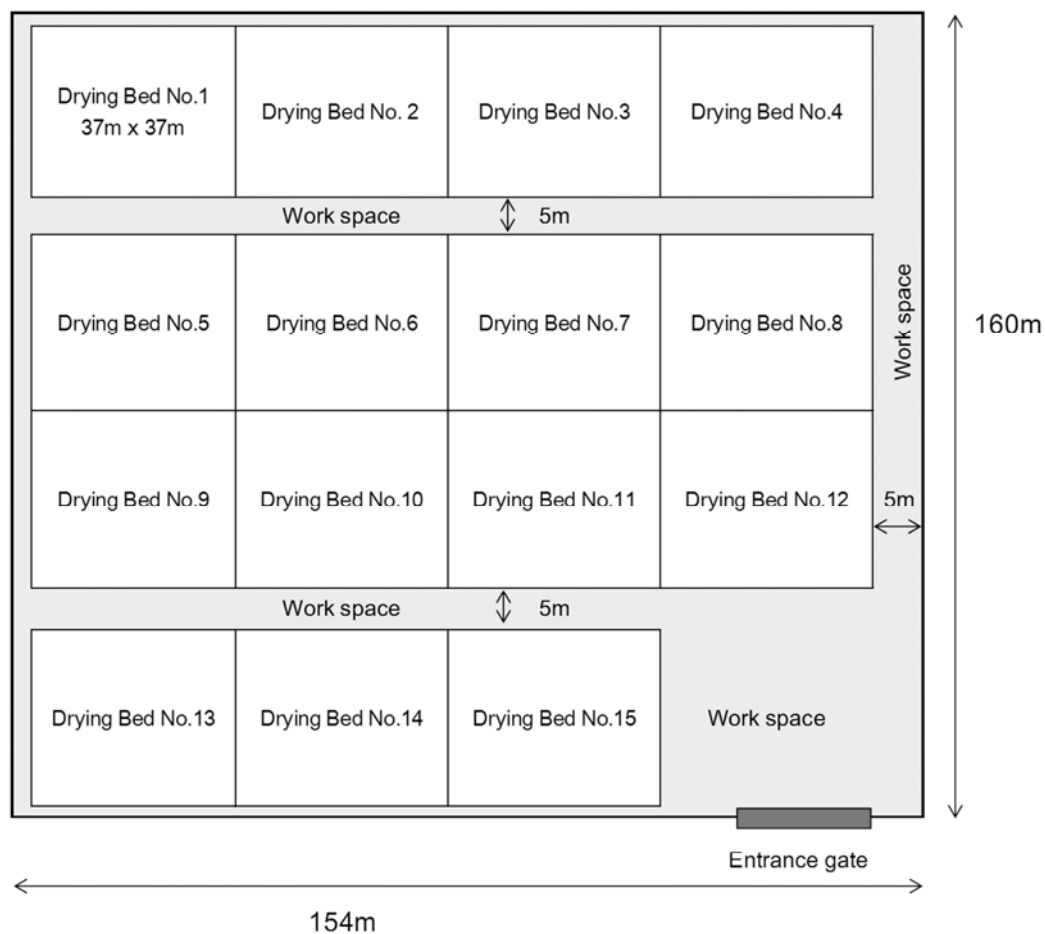 Drying Bed No.1
37m x 37m
Drying Bed No. 2
Drying Bed No.3
Drying Bed No.4
Work space
5m
Drying Bed No.5
Drying Bed No.6
Drying Bed No.7
Drying Bed No.8
Work space
160m
Drying Bed No.9
Drying Bed No.10
Drying Bed No.11
Drying Bed No.12
5m
Work space
5m
Drying Bed No.13
Drying Bed No.14
Drying Bed No.15
Work space
Entrance gate
154m